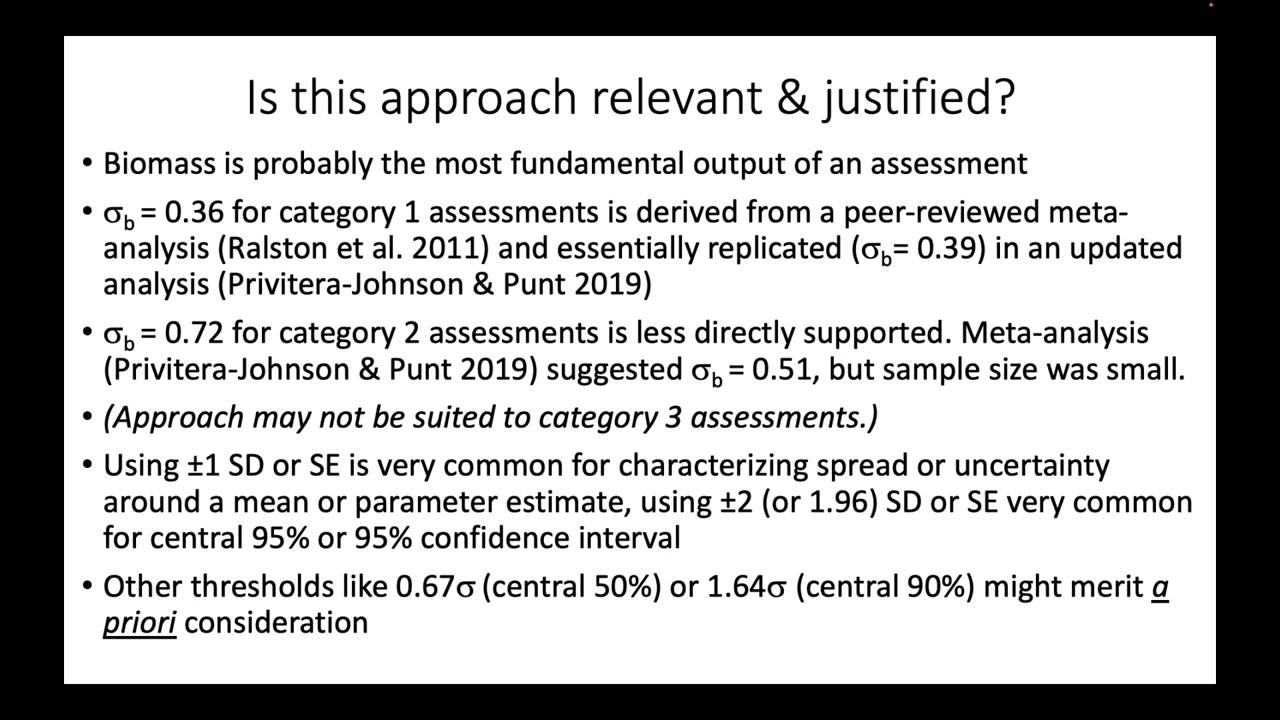 Is this approach relevant & justified?
• Biomass is probably the most fundamental output of an assessment
• σb = 0.36 for category 1 assessments is derived from a peer-reviewed meta-
analysis (Ralston et al. 2011) and essentially replicated (σb= 0.39) in an updated
analysis (Privitera-Johnson & Punt 2019)
• σb = 0.72 for category 2 assessments is less directly supported. Meta-analysis
(Privitera-Johnson & Punt 2019) suggested σb = 0.51, but sample size was small.
• (Approach may not be suited to category 3 assessments.)
• Using ±1 SD or SE is very common for characterizing spread or uncertainty
around a mean or parameter estimate, using ±2 (or 1.96) SD or SE very common
for central 95% or 95% confidence interval
• Other thresholds like 0.67σ (central 50%) or 1.64σ (central 90%) might merit a
priori consideration